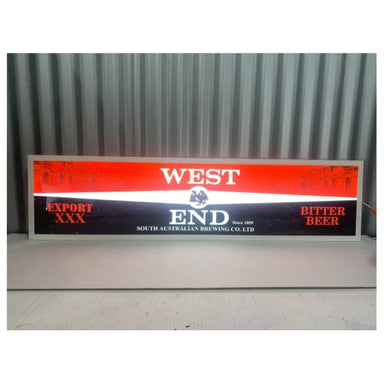 WEST
END
Since 1859
SOUTH AUSTRALIAN BREWING CO. LTD
EXPORT
XXX
BITTER
BEER